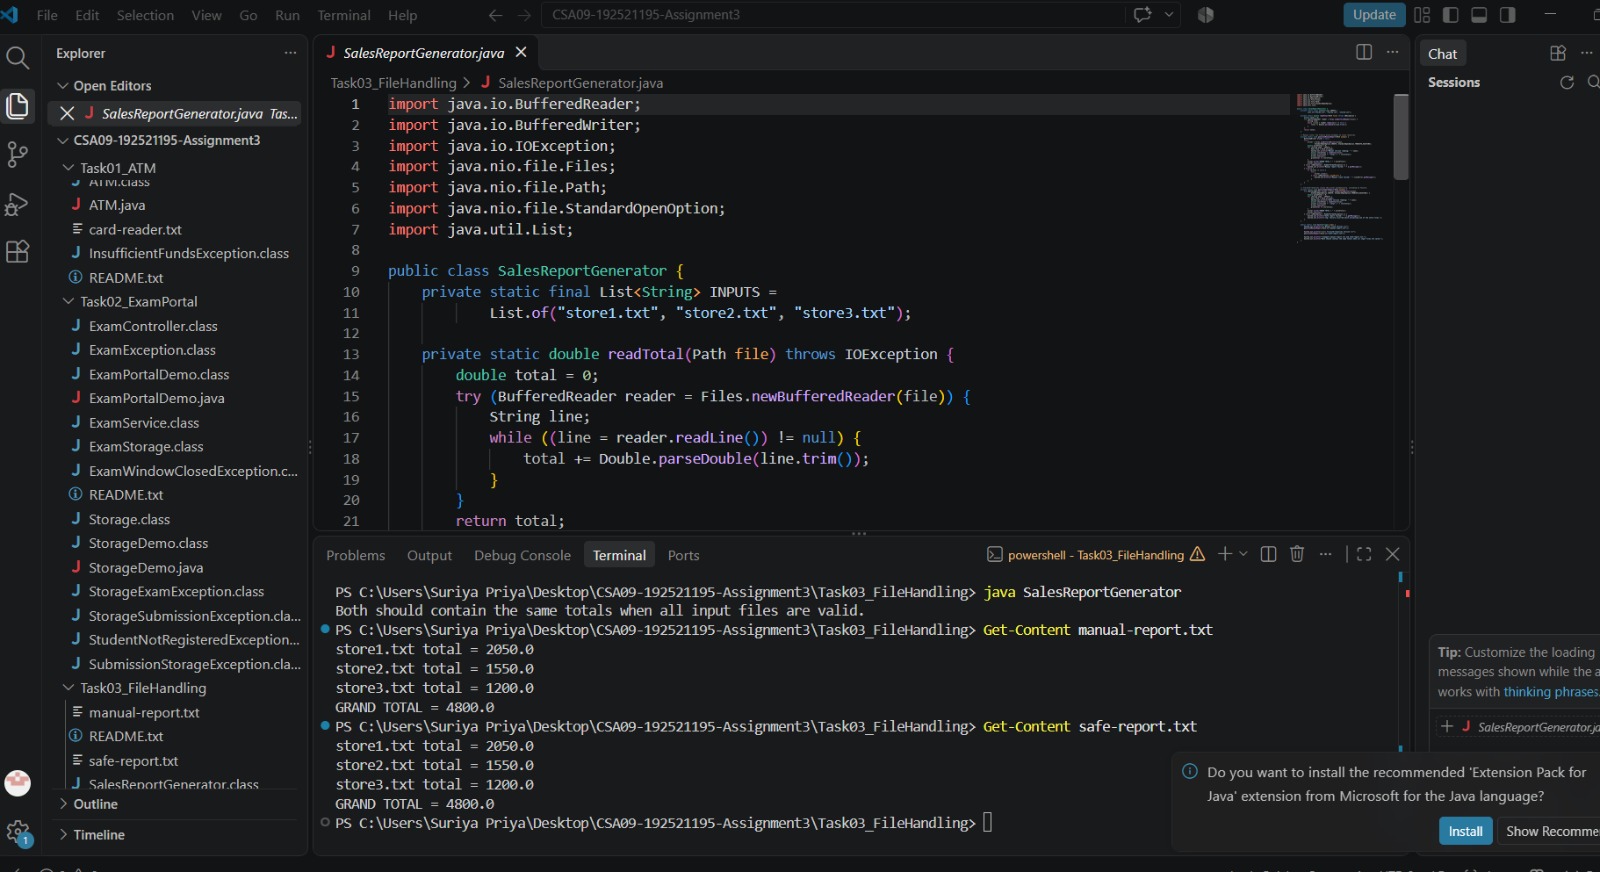 File Edit Selection View Go Run Terminal Help
CSA09-192521195-Assignment3
Update
Explorer
Open Editors
SalesReportGenerator.java Tas...
CSA09-192521195-Assignment3
Task01_ATM
ATM.class
ATM.java
card-reader.txt
InsufficientFundsException.class
README.txt
Task02_ExamPortal
ExamController.class
ExamException.class
ExamPortalDemo.class
ExamPortalDemo.java
ExamService.class
ExamStorage.class
ExamWindowClosedException.c...
README.txt
Storage.class
StorageDemo.class
StorageDemo.java
StorageExamException.class
StorageSubmissionException.cla...
StudentNotRegisteredException...
SubmissionStorageException.cla...
Task03_FileHandling
manual-report.txt
README.txt
safe-report.txt
SalesReportGenerator.class
Outline
Timeline
1
SalesReportGenerator.java
Task03_FileHandling > SalesReportGenerator.java
1 import java.io.BufferedReader;
2 import java.io.BufferedWriter;
3 import java.io.IOException;
4 import java.nio.file.Files;
5 import java.nio.file.Path;
6 import java.nio.file.StandardOpenOption;
7 import java.util.List;
8
9 public class SalesReportGenerator {
10 private static final List<String> INPUTS =
11 List.of("store1.txt", "store2.txt", "store3.txt");
12
13 private static double readTotal(Path file) throws IOException {
14 double total = 0;
15 try (BufferedReader reader = Files.newBufferedReader(file)) {
16 String line;
17 while ((line = reader.readLine()) != null) {
18 total += Double.parseDouble(line.trim());
19 }
20 }
21 return total;
Problems Output Debug Console Terminal Ports
powershell - Task03_FileHandling
PS C:\Users\Suriya Priya\Desktop\CSA09-192521195-Assignment3\Task03_FileHandling> java SalesReportGenerator
Both should contain the same totals when all input files are valid.
PS C:\Users\Suriya Priya\Desktop\CSA09-192521195-Assignment3\Task03_FileHandling> Get-Content manual-report.txt
store1.txt total = 2050.0
store2.txt total = 1550.0
store3.txt total = 1200.0
GRAND TOTAL = 4800.0
PS C:\Users\Suriya Priya\Desktop\CSA09-192521195-Assignment3\Task03_FileHandling> Get-Content safe-report.txt
store1.txt total = 2050.0
store2.txt total = 1550.0
store3.txt total = 1200.0
GRAND TOTAL = 4800.0
PS C:\Users\Suriya Priya\Desktop\CSA09-192521195-Assignment3\Task03_FileHandling>
Chat
Sessions
Tip: Customize the loading
messages shown while the a
works with thinking phrases
SalesReportGenerator.ja
Do you want to install the recommended 'Extension Pack for
Java' extension from Microsoft for the Java language?
Install
Show Recomme